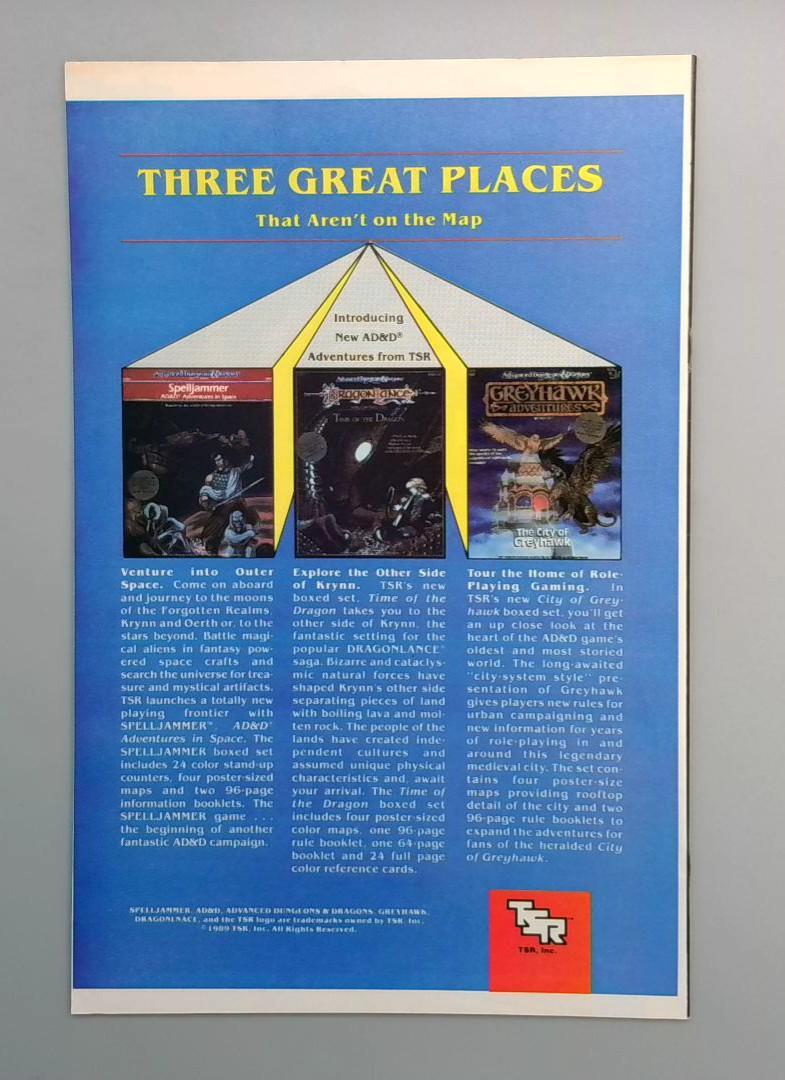 THREE GREAT PLACES
That Aren't on the Map
Introducing
New AD&D®
Adventures from TSR
Advanced Dungeons & Dragons
Spelljammer
AD&D® Adventures in Space
Advanced Dungeons & Dragons
DRAGONLANCE
TIME OF THE DRAGON
Advanced Dungeons & Dragons
GREYHAWK
ADVENTURES
The City of
Greyhawk
Venture into Outer
Space. Come on aboard
and journey to the moons
of the Forgotten Realms,
Krynn and Oerth or, to the
stars beyond. Battle magi-
cal aliens in fantasy pow-
ered space crafts and
search the universe for trea-
sure and mystical artifacts.
TSR launches a totally new
playing frontier with
SPELLJAMMER™ AD&D®
Adventures in Space. The
SPELLJAMMER boxed set
includes 24 color stand-up
counters, four poster-sized
maps and two 96-page
information booklets. The
SPELLJAMMER game . . .
the beginning of another
fantastic AD&D campaign.
Explore the Other Side
of Krynn. TSR's new
boxed set, Time of the
Dragon takes you to the
other side of Krynn, the
fantastic setting for the
popular DRAGONLANCE®
saga. Bizarre and cataclys-
mic natural forces have
shaped Krynn's other side
separating pieces of land
with boiling lava and mol-
ten rock. The people of the
lands have created inde-
pendent cultures and
assumed unique physical
characteristics and, await
your arrival. The Time of
the Dragon boxed set
includes four poster-sized
color maps, one 96-page
rule booklet, one 64-page
booklet and 24 full page
color reference cards.
Tour the Home of Role-
Playing Gaming. In
TSR's new City of Grey-
hawk boxed set, you'll get
an up close look at the
heart of the AD&D game's
oldest and most storied
world. The long-awaited
"city-system style" pre-
sentation of Greyhawk
gives players new rules for
urban campaigning and
new information for years
of role-playing in and
around this legendary
medieval city. The set con-
tains four poster-size
maps providing rooftop
detail of the city and two
96-page rule booklets to
expand the adventures for
fans of the heralded City
of Greyhawk.
SPELLJAMMER, AD&D, ADVANCED DUNGEONS & DRAGONS, GREYHAWK,
DRAGONLNACE, and the TSR logo are trademarks owned by TSR, Inc.
© 1989 TSR, Inc. All Rights Reserved.
TSR™
TSR, Inc.